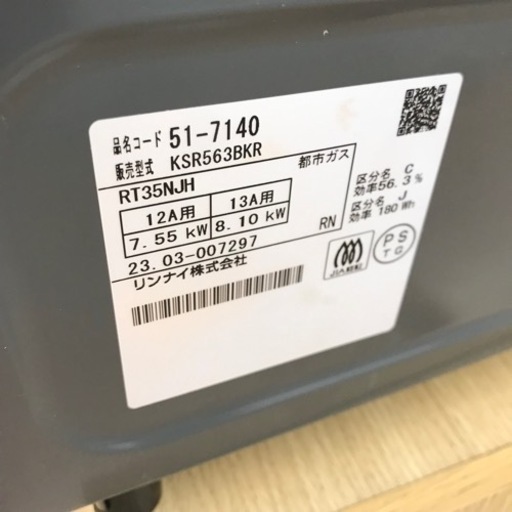 品名コード 51-7140
販売型式 KSR563BKR
都市ガス
RT35NJH
12A用 13A用
7.55 kW 8.10 kW
RN
23.03-007297
リンナイ株式会社
区分名 C
効率56.3%
区分名 J
効率 180 Wh
PS
TG